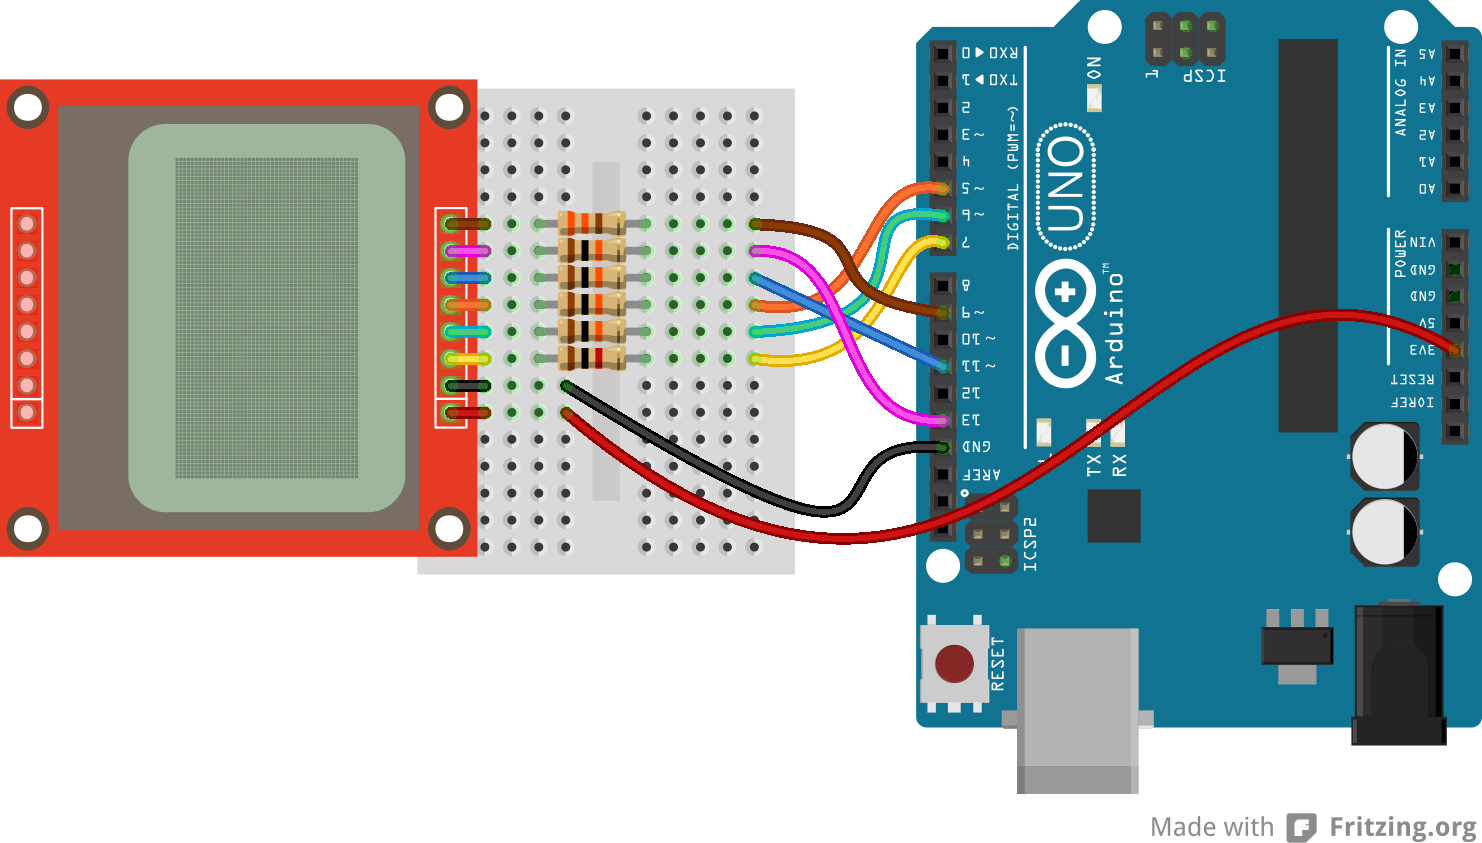 RXD ◄ 0
TXD ► 1
2
~ 3
4
~ 5
~ 6
7
8
~ 9
~ 10
~ 11
12
13
GND
AREF
DIGITAL (PWM=~)
ON
1
ICSP
UNO
Arduino™
TX
RX
L
ICSP2
RESET
ANALOG IN
A5
A4
A3
A2
A1
A0
POWER
VIN
GND
GND
5V
3V3
RESET
IOREF
Made with Fritzing.org